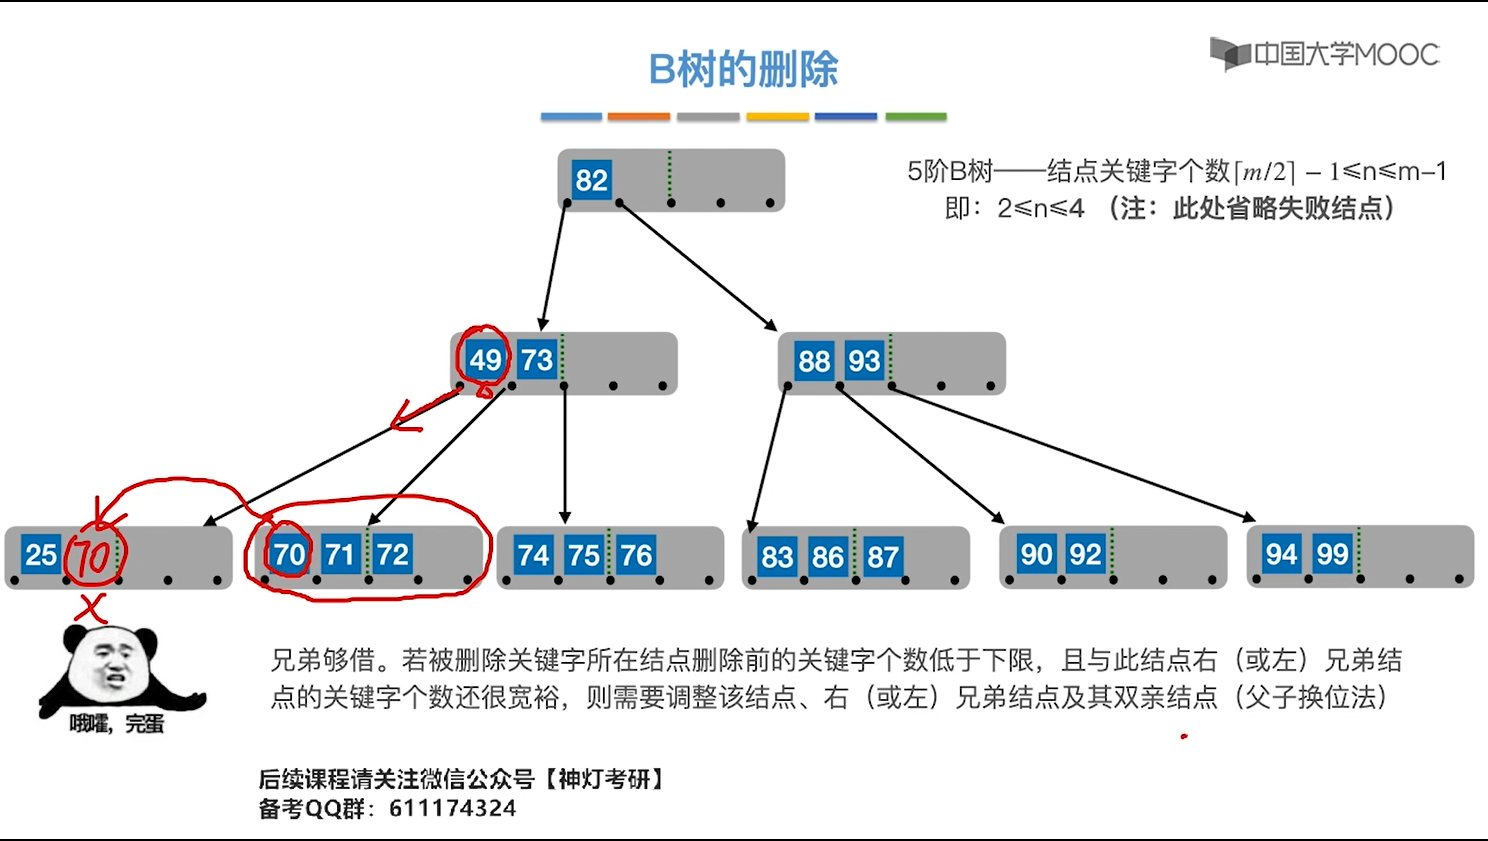 B树的删除
中国大学MOOC
5阶B树——结点关键字个数⌈m/2⌉ − 1≤n≤m-1
即：2≤n≤4 （注：此处省略失败结点）
82
49 73
88 93
25 70
70 71 72
74 75 76
83 86 87
90 92
94 99
兄弟够借。若被删除关键字所在结点删除前的关键字个数低于下限，且与此结点右（或左）兄弟结
点的关键字个数还很宽裕，则需要调整该结点、右（或左）兄弟结点及其双亲结点（父子换位法）
哦嚯，完蛋
后续课程请关注微信公众号【神灯考研】
备考QQ群：611174324